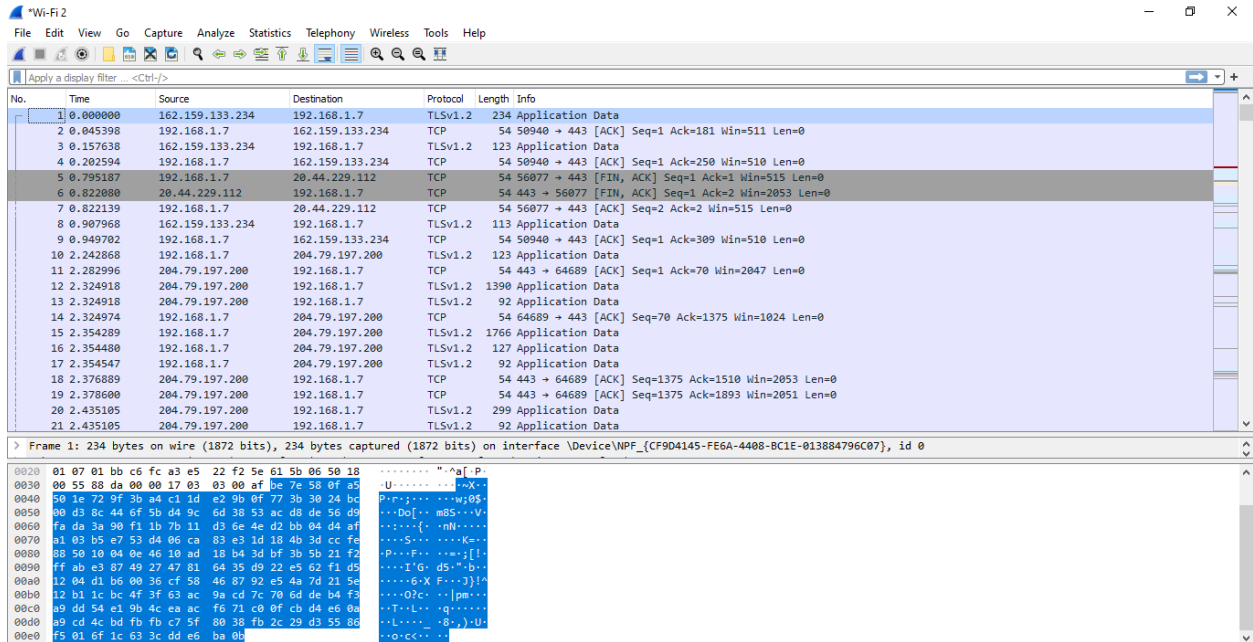 *Wi-Fi 2
File Edit View Go Capture Analyze Statistics Telephony Wireless Tools Help
Apply a display filter ... <Ctrl-/>
No. Time Source Destination Protocol Length Info
1 0.000000 162.159.133.234 192.168.1.7 TLSv1.2 234 Application Data
2 0.045398 192.168.1.7 162.159.133.234 TCP 54 50940 → 443 [ACK] Seq=1 Ack=181 Win=511 Len=0
3 0.157638 162.159.133.234 192.168.1.7 TLSv1.2 123 Application Data
4 0.202594 192.168.1.7 162.159.133.234 TCP 54 50940 → 443 [ACK] Seq=1 Ack=250 Win=510 Len=0
5 0.795187 192.168.1.7 20.44.229.112 TCP 54 56077 → 443 [FIN, ACK] Seq=1 Ack=1 Win=515 Len=0
6 0.822080 20.44.229.112 192.168.1.7 TCP 54 443 → 56077 [FIN, ACK] Seq=1 Ack=2 Win=2053 Len=0
7 0.822139 192.168.1.7 20.44.229.112 TCP 54 56077 → 443 [ACK] Seq=2 Ack=2 Win=515 Len=0
8 0.907968 162.159.133.234 192.168.1.7 TLSv1.2 113 Application Data
9 0.949702 192.168.1.7 162.159.133.234 TCP 54 50940 → 443 [ACK] Seq=1 Ack=309 Win=510 Len=0
10 2.242868 192.168.1.7 204.79.197.200 TLSv1.2 123 Application Data
11 2.282996 204.79.197.200 192.168.1.7 TCP 54 443 → 64689 [ACK] Seq=1 Ack=70 Win=2047 Len=0
12 2.324918 204.79.197.200 192.168.1.7 TLSv1.2 1390 Application Data
13 2.324918 204.79.197.200 192.168.1.7 TLSv1.2 92 Application Data
14 2.324974 192.168.1.7 204.79.197.200 TCP 54 64689 → 443 [ACK] Seq=70 Ack=1375 Win=1024 Len=0
15 2.354289 192.168.1.7 204.79.197.200 TLSv1.2 1766 Application Data
16 2.354480 192.168.1.7 204.79.197.200 TLSv1.2 127 Application Data
17 2.354547 192.168.1.7 204.79.197.200 TLSv1.2 92 Application Data
18 2.376889 204.79.197.200 192.168.1.7 TCP 54 443 → 64689 [ACK] Seq=1375 Ack=1510 Win=2053 Len=0
19 2.378600 204.79.197.200 192.168.1.7 TCP 54 443 → 64689 [ACK] Seq=1375 Ack=1893 Win=2051 Len=0
20 2.435105 204.79.197.200 192.168.1.7 TLSv1.2 299 Application Data
21 2.435105 204.79.197.200 192.168.1.7 TLSv1.2 92 Application Data
> Frame 1: 234 bytes on wire (1872 bits), 234 bytes captured (1872 bits) on interface \Device\NPF_{CF9D4145-FE6A-4408-BC1E-013884796C07}, id 0
0020 01 07 01 bb c6 fc a3 e5 22 f2 5e 61 5b 06 50 18 ········ "·^a[·P·
0030 00 55 88 da 00 00 17 03 03 00 af be 7e 58 0f a5 ·U······ ····~X··
0040 50 1e 72 9f 3b a4 c1 1d e2 9b 0f 77 3b 30 24 bc P·r·;··· ···w;0$·
0050 00 d3 8c 44 6f 5b d4 9c 6d 38 53 ac d8 de 56 d9 ···Do[·· m8S···V·
0060 fa da 3a 90 f1 1b 7b 11 d3 6e 4e d2 bb 04 d4 af ··:···{· ·nN·····
0070 a1 03 b5 e7 53 d4 06 ca 83 e3 1d 18 4b 3d cc fe ····S··· ····K=··
0080 88 50 10 04 0e 46 10 ad 18 b4 3d bf 3b 5b 21 f2 ·P···F·· ··=·;[!·
0090 ff ab e3 87 49 27 47 81 64 35 d9 22 e5 62 f1 d5 ····I'G· d5·"·b··
00a0 12 04 d1 b6 00 36 cf 58 46 87 92 e5 4a 7d 21 5e ·····6·X F···J}!^
00b0 12 b1 1c bc 4f 3f 63 ac 9a cd 7c 70 6d de b4 f3 ····O?c· ··|pm···
00c0 a9 dd 54 e1 9b 4c ea ac f6 71 c0 0f cb d4 e6 0a ··T··L·· ·q······
00d0 a9 cd 4c bd fb fb c7 5f 80 38 fb 2c 29 d3 55 86 ··L····_ ·8·,)·U·
00e0 f5 01 6f 1c 63 3c dd e6 ba 0b ··o·c<·· ··